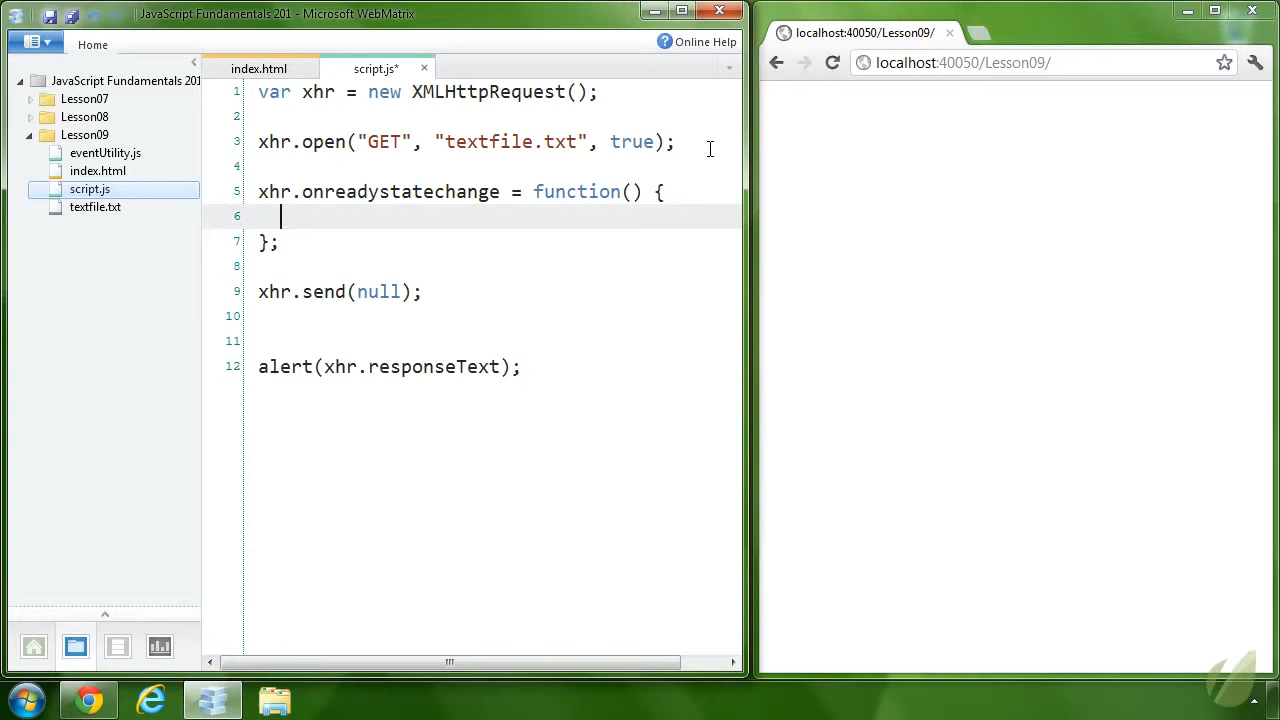 JavaScript Fundamentals 201 - Microsoft WebMatrix
Home
Online Help
JavaScript Fundamentals 201
Lesson07
Lesson08
Lesson09
eventUtility.js
index.html
script.js
textfile.txt
index.html
script.js*
1 var xhr = new XMLHttpRequest();
2
3 xhr.open("GET", "textfile.txt", true);
4
5 xhr.onreadystatechange = function() {
6
7 };
8
9 xhr.send(null);
10
11
12 alert(xhr.responseText);
localhost:40050/Lesson09/
localhost:40050/Lesson09/